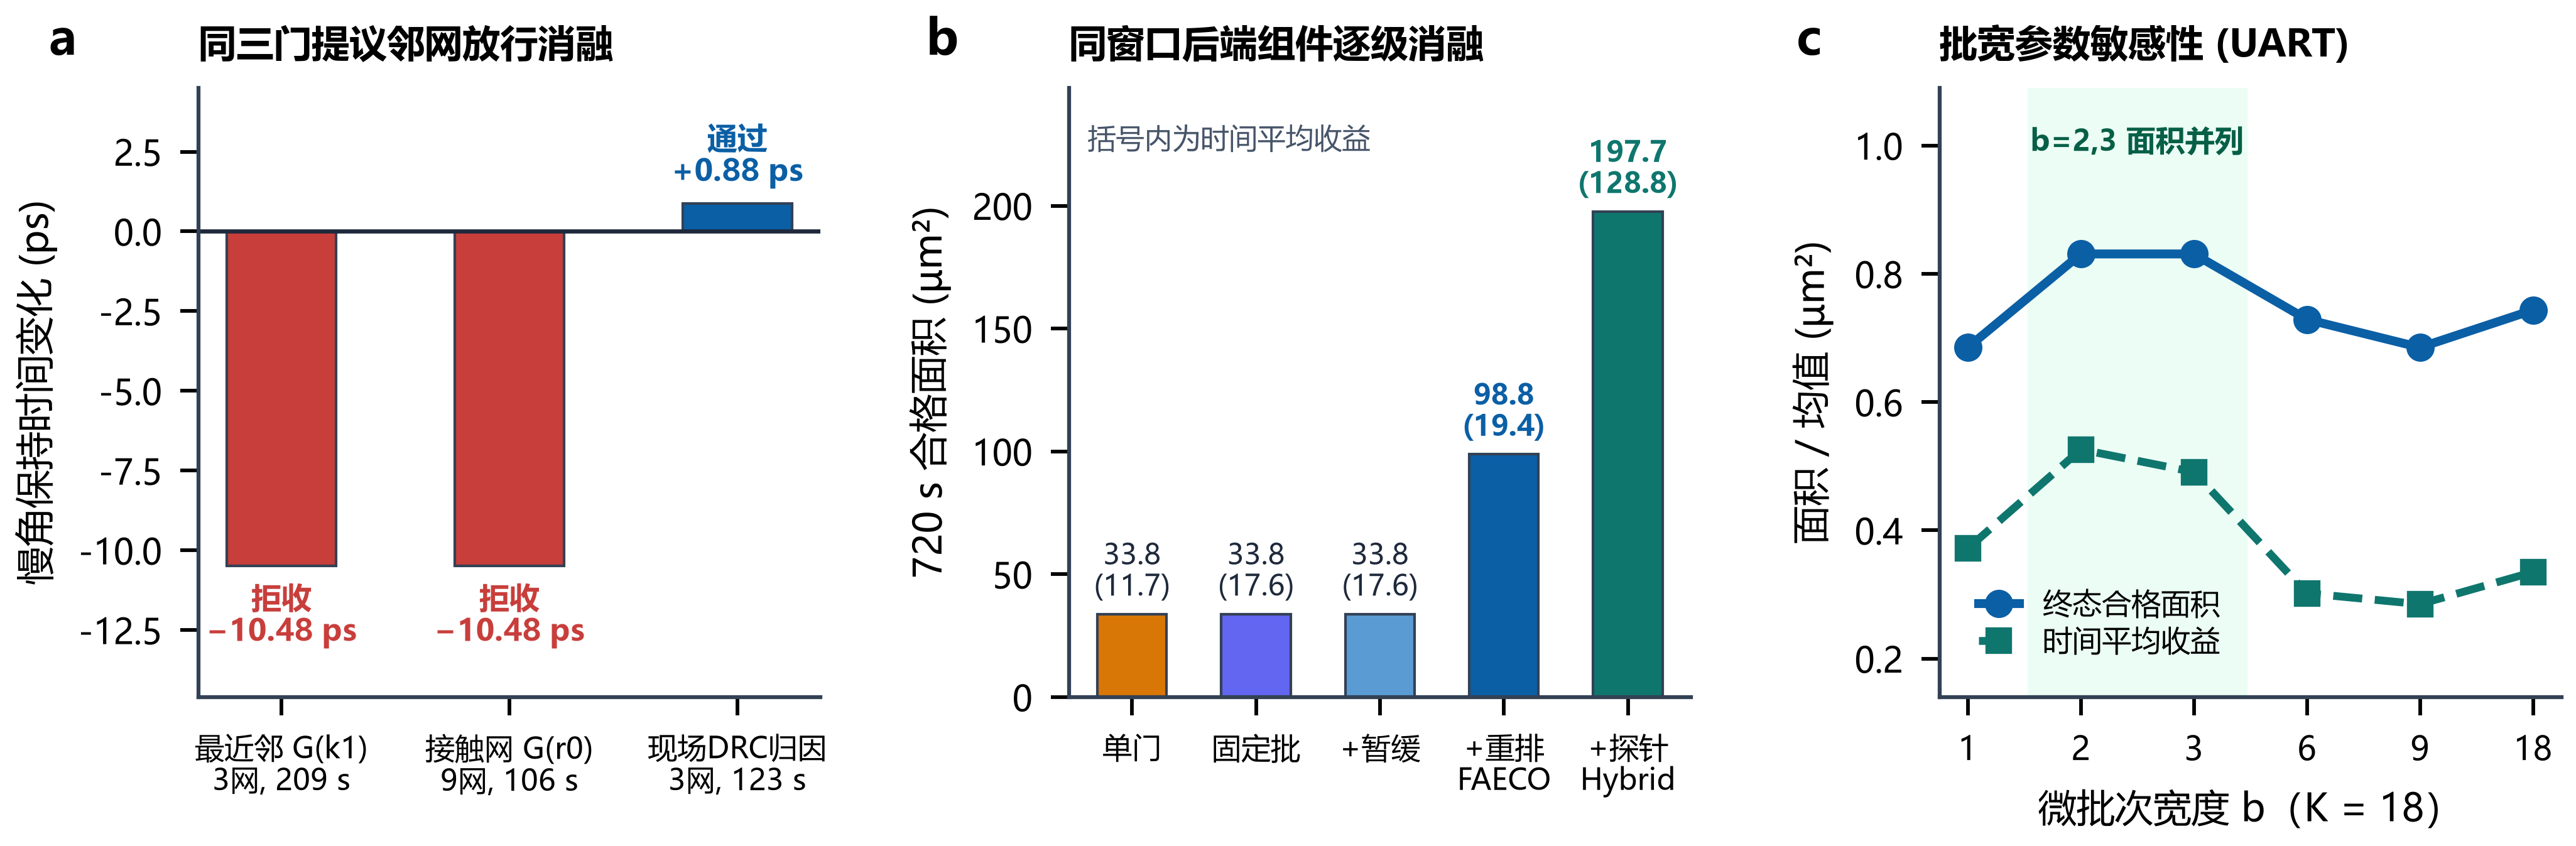 a
同三门提议邻网放行消融
慢角保持时间变化 (ps)
2.5
0.0
-2.5
-5.0
-7.5
-10.0
-12.5
拒收
−10.48 ps
拒收
−10.48 ps
通过
+0.88 ps
最近邻 G(k1)
3网, 209 s
接触网 G(r0)
9网, 106 s
现场DRC归因
3网, 123 s
b
同窗口后端组件逐级消融
括号内为时间平均收益
720 s 合格面积 (μm²)
200
150
100
50
0
33.8
(11.7)
33.8
(17.6)
33.8
(17.6)
98.8
(19.4)
197.7
(128.8)
单门
固定批
+暂缓
+重排
FAECO
+探针
Hybrid
c
批宽参数敏感性 (UART)
b=2,3 面积并列
面积 / 均值 (μm²)
1.0
0.8
0.6
0.4
0.2
终态合格面积
时间平均收益
1
2
3
6
9
18
微批次宽度 b（K = 18）